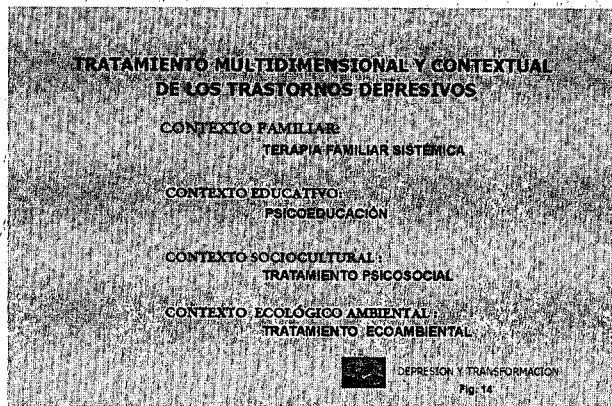 TRATAMIENTO MULTIDIMENSIONAL Y CONTEXTUAL
DE LOS TRASTORNOS DEPRESIVOS
CONTEXTO FAMILIAR:
TERAPIA FAMILIAR SISTÉMICA
CONTEXTO EDUCATIVO:
PSICOEDUCACIÓN
CONTEXTO SOCIOCULTURAL :
TRATAMIENTO PSICOSOCIAL
CONTEXTO ECOLÓGICO AMBIENTAL :
TRATAMIENTO ECOAMBIENTAL
DEPRESION Y TRANSFORMACION
Fig: 14